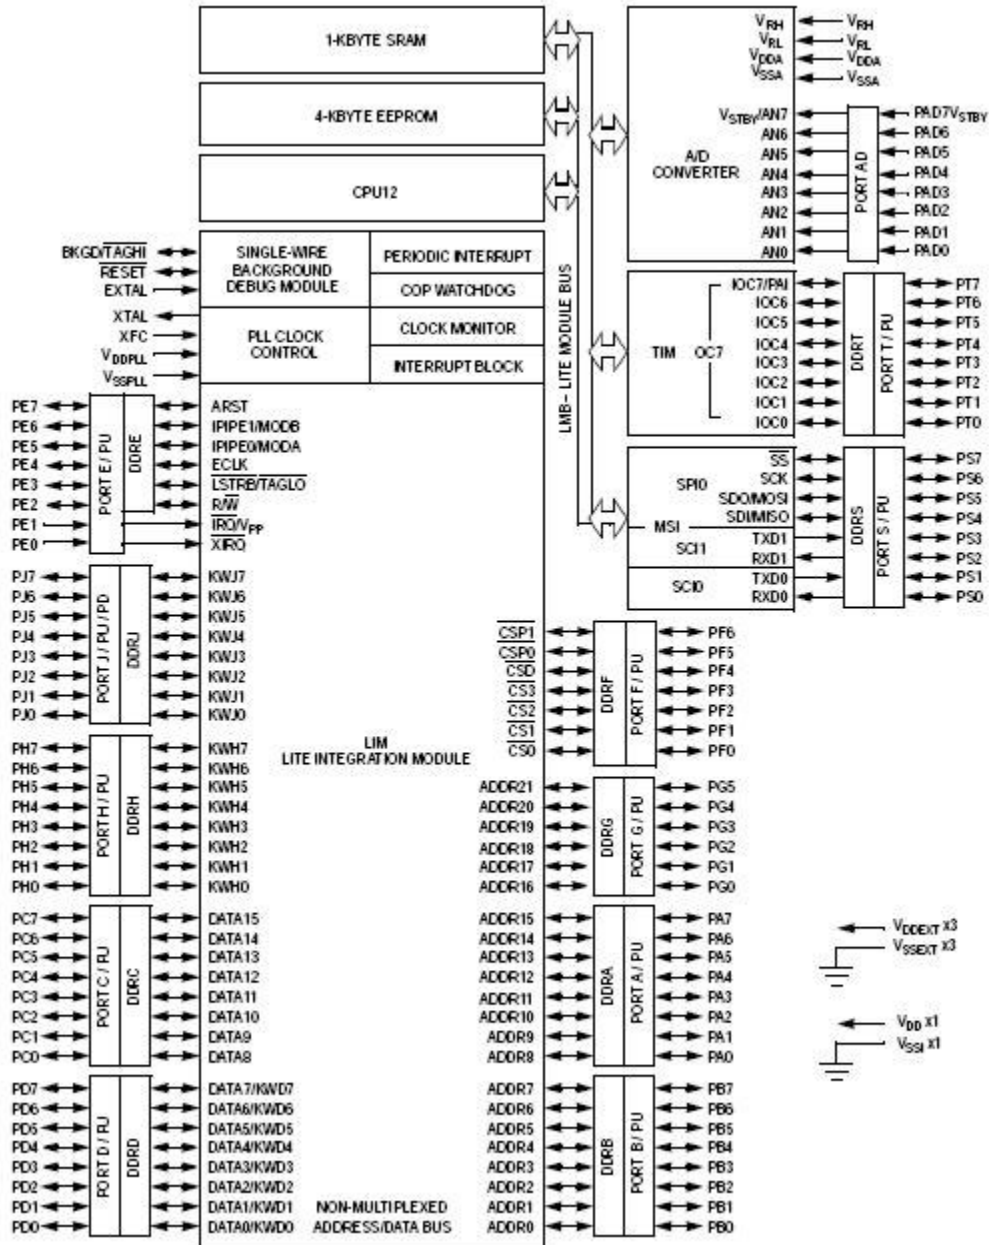 1-KBYTE SRAM
4-KBYTE EEPROM
CPU12
SINGLE-WIRE
BACKGROUND
DEBUG MODULE
PERIODIC INTERRUPT
COP WATCHDOG
PLL CLOCK
CONTROL
CLOCK MONITOR
INTERRUPT BLOCK
BKGD/TAGHI
RESET
EXTAL
XTAL
XFC
VDDPLL
VSSPLL
LMB– LITE MODULE BUS
A/D
CONVERTER
VRH VRH
VRL VRL
VDDA VDDA
VSSA VSSA
VSTBY/AN7 PAD7VSTBY
AN6 PAD6
AN5 PAD5
AN4 PAD4
AN3 PAD3
AN2 PAD2
AN1 PAD1
AN0 PAD0
PORT AD
TIM OC7
IOC7/PAI PT7
IOC6 PT6
IOC5 PT5
IOC4 PT4
IOC3 PT3
IOC2 PT2
IOC1 PT1
IOC0 PT0
DDRT
PORT T / PU
SPI0
MSI
SCI1
SCI0
SS PS7
SCK PS6
SDO/MOSI PS5
SDI/MISO PS4
TXD1 PS3
RXD1 PS2
TXD0 PS1
RXD0 PS0
DDRS
PORT S / PU
PE7 ARST
PE6 IPIPE1/MODB
PE5 IPIPE0/MODA
PE4 ECLK
PE3 LSTRB/TAGLO
PE2 R/W
PE1 IRQ/VPP
PE0 XIRQ
PORT E / PU
DDRE
PJ7 KWJ7
PJ6 KWJ6
PJ5 KWJ5
PJ4 KWJ4
PJ3 KWJ3
PJ2 KWJ2
PJ1 KWJ1
PJ0 KWJ0
PORT J / PU/PD
DDRJ
PH7 KWH7
PH6 KWH6
PH5 KWH5
PH4 KWH4
PH3 KWH3
PH2 KWH2
PH1 KWH1
PH0 KWH0
PORT H / PU
DDRH
PC7 DATA15
PC6 DATA14
PC5 DATA13
PC4 DATA12
PC3 DATA11
PC2 DATA10
PC1 DATA9
PC0 DATA8
PORT C / PU
DDRC
PD7 DATA7/KWD7
PD6 DATA6/KWD6
PD5 DATA5/KWD5
PD4 DATA4/KWD4
PD3 DATA3/KWD3
PD2 DATA2/KWD2
PD1 DATA1/KWD1
PD0 DATA0/KWD0
PORT D / PU
DDRD
LIM
LITE INTEGRATION MODULE
NON-MULTIPLEXED
ADDRESS/DATA BUS
CSP1 PF6
CSP0 PF5
CSD PF4
CS3 PF3
CS2 PF2
CS1 PF1
CS0 PF0
DDRF
PORT F / PU
ADDR21 PG5
ADDR20 PG4
ADDR19 PG3
ADDR18 PG2
ADDR17 PG1
ADDR16 PG0
DDRG
PORT G / PU
ADDR15 PA7
ADDR14 PA6
ADDR13 PA5
ADDR12 PA4
ADDR11 PA3
ADDR10 PA2
ADDR9 PA1
ADDR8 PA0
DDRA
PORT A / PU
ADDR7 PB7
ADDR6 PB6
ADDR5 PB5
ADDR4 PB4
ADDR3 PB3
ADDR2 PB2
ADDR1 PB1
ADDR0 PB0
DDRB
PORT B / PU
VDDEXT x3
VSSEXT x3
VDD x1
VSSI x1